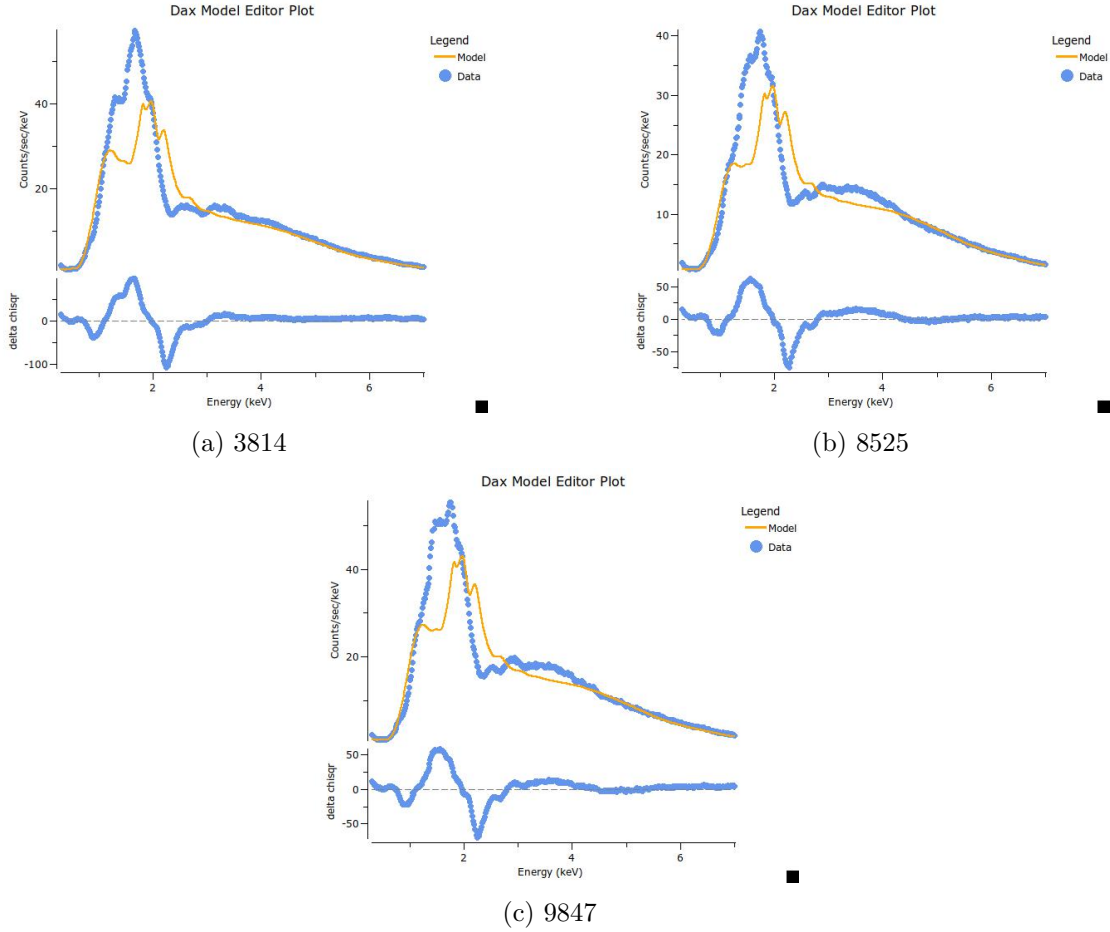 Dax Model Editor Plot
Legend
Model
Data
Counts/sec/keV
40
20
delta chisqr
0
-100
2
4
6
Energy (keV)
(a) 3814
Dax Model Editor Plot
Legend
Model
Data
Counts/sec/keV
40
30
20
10
delta chisqr
50
0
-50
2
4
6
Energy (keV)
(b) 8525
Dax Model Editor Plot
Legend
Model
Data
Counts/sec/keV
40
20
delta chisqr
50
0
-50
2
4
6
Energy (keV)
(c) 9847